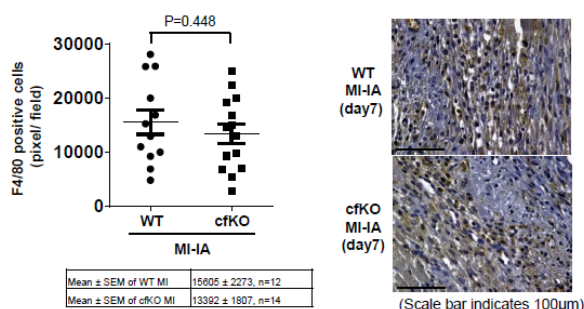 P=0.448
F4/80 positive cells
(pixel/ field)
30000
20000
10000
0
WT
cfKO
MI-IA
Mean ± SEM of WT MI 15605 ± 2273, n=12
Mean ± SEM of cfKO MI 13392 ± 1807, n=14
WT
MI-IA
(day7)
cfKO
MI-IA
(day7)
(Scale bar indicates 100µm)